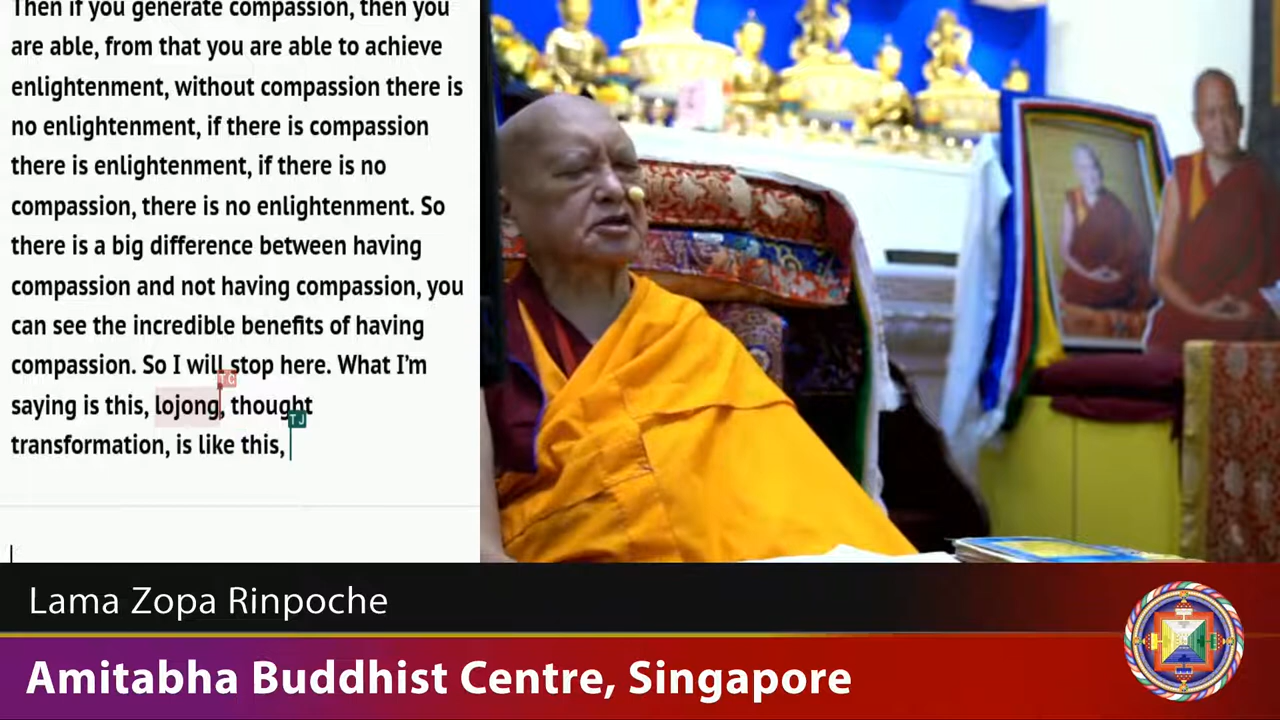 Then if you generate compassion, then you
are able, from that you are able to achieve
enlightenment, without compassion there is
no enlightenment, if there is compassion
there is enlightenment, if there is no
compassion, there is no enlightenment. So
there is a big difference between having
compassion and not having compassion, you
can see the incredible benefits of having
compassion. So I will stop here. What I’m
TC
saying is this, lojong, thought
TJ
transformation, is like this,
Lama Zopa Rinpoche
Amitabha Buddhist Centre, Singapore